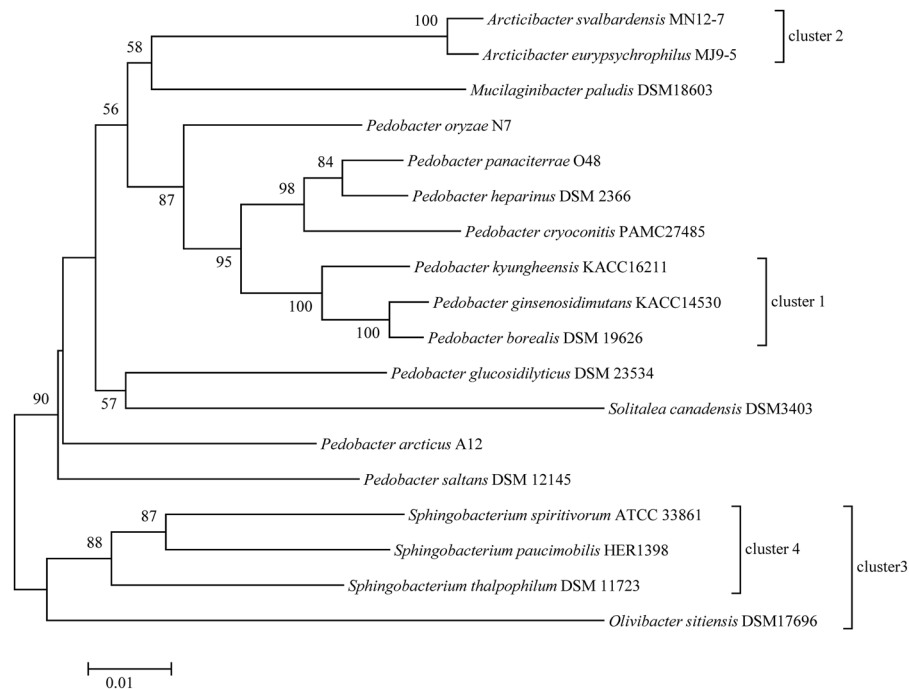 100
Arcticibacter svalbardensis MN12-7
cluster 2
58
Arcticibacter eurypsychrophilus MJ9-5
Mucilaginibacter paludis DSM18603
56
Pedobacter oryzae N7
84
Pedobacter panaciterrae O48
98
87
Pedobacter heparinus DSM 2366
Pedobacter cryoconitis PAMC27485
95
Pedobacter kyungheensis KACC16211
100
Pedobacter ginsenosidimutans KACC14530
cluster 1
100
Pedobacter borealis DSM 19626
Pedobacter glucosidilyticus DSM 23534
90
57
Solitalea canadensis DSM3403
Pedobacter arcticus A12
Pedobacter saltans DSM 12145
87
Sphingobacterium spiritivorum ATCC 33861
88
Sphingobacterium paucimobilis HER1398
cluster 4
cluster3
Sphingobacterium thalpophilum DSM 11723
Olivibacter sitiensis DSM17696
0.01